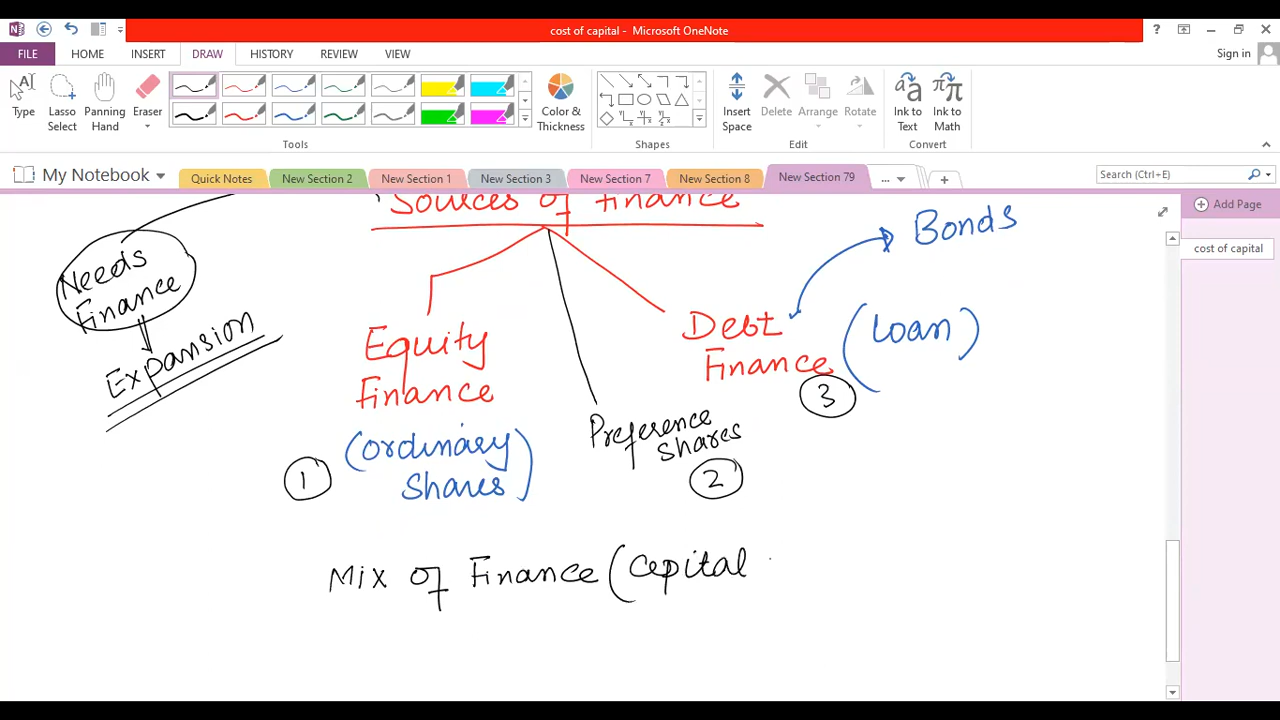 cost of capital - Microsoft OneNote
?
FILE
HOME
INSERT
DRAW
HISTORY
REVIEW
VIEW
Sign in
Type
Lasso Select
Panning Hand
Eraser
Color & Thickness
Insert Space
Delete
Arrange
Rotate
Ink to Text
Ink to Math
Tools
Shapes
Edit
Convert
My Notebook
Quick Notes
New Section 2
New Section 1
New Section 3
New Section 7
New Section 8
New Section 79
...
Search (Ctrl+E)
Add Page
cost of capital
Sources of Finance
Bonds
Needs
Finance
Expansion
Equity
Finance
(ordinary
Shares)
1
Preference
Shares
2
Debt
Finance
3
(Loan)
Mix of Finance (Capital